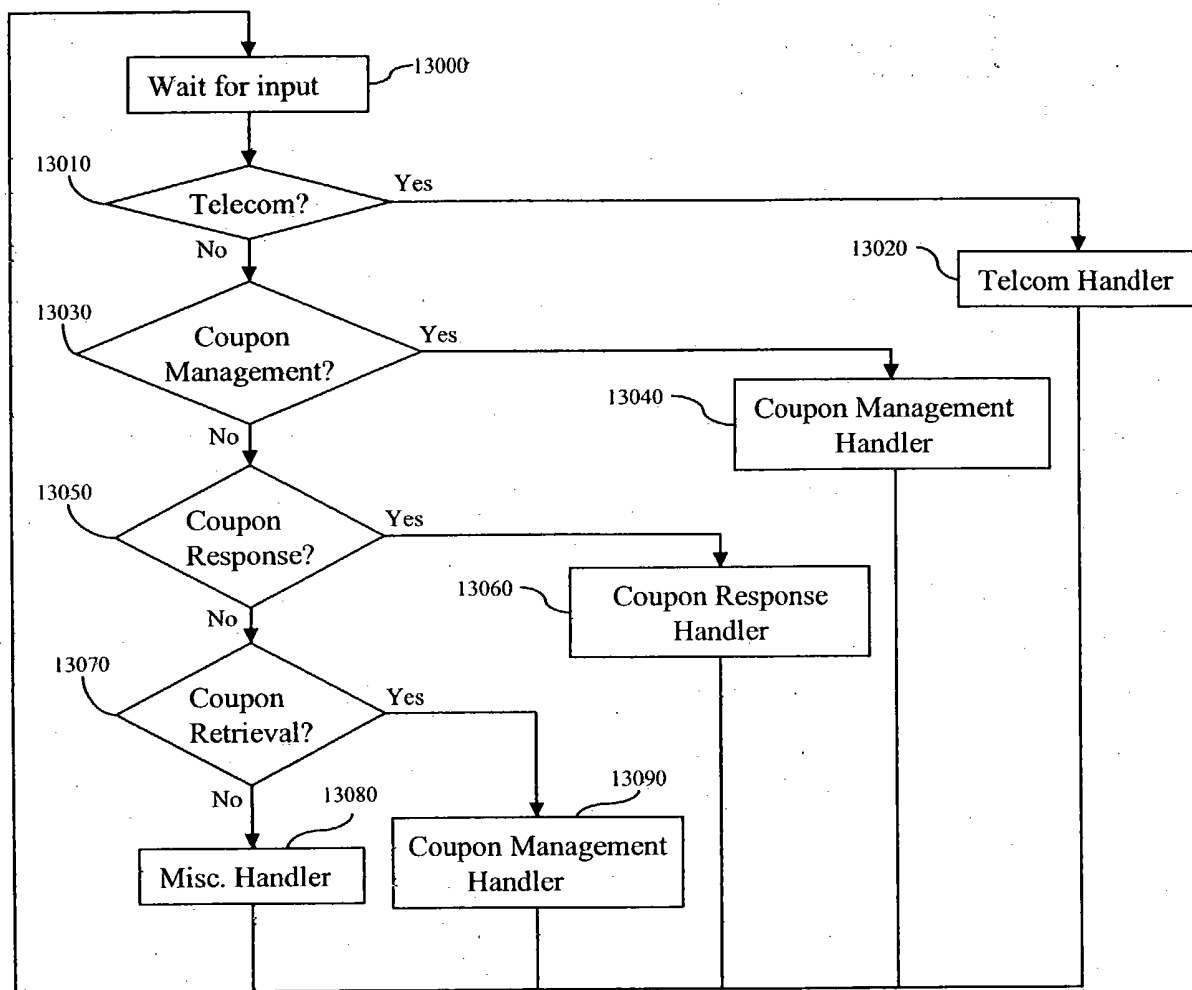 Wait for input
13000
13010
Telecom?
Yes
No
13020
Telcom Handler
13030
Coupon
Management?
Yes
No
13040
Coupon Management
Handler
13050
Coupon
Response?
Yes
No
13060
Coupon Response
Handler
13070
Coupon
Retrieval?
Yes
No
13080
Misc. Handler
13090
Coupon Management
Handler